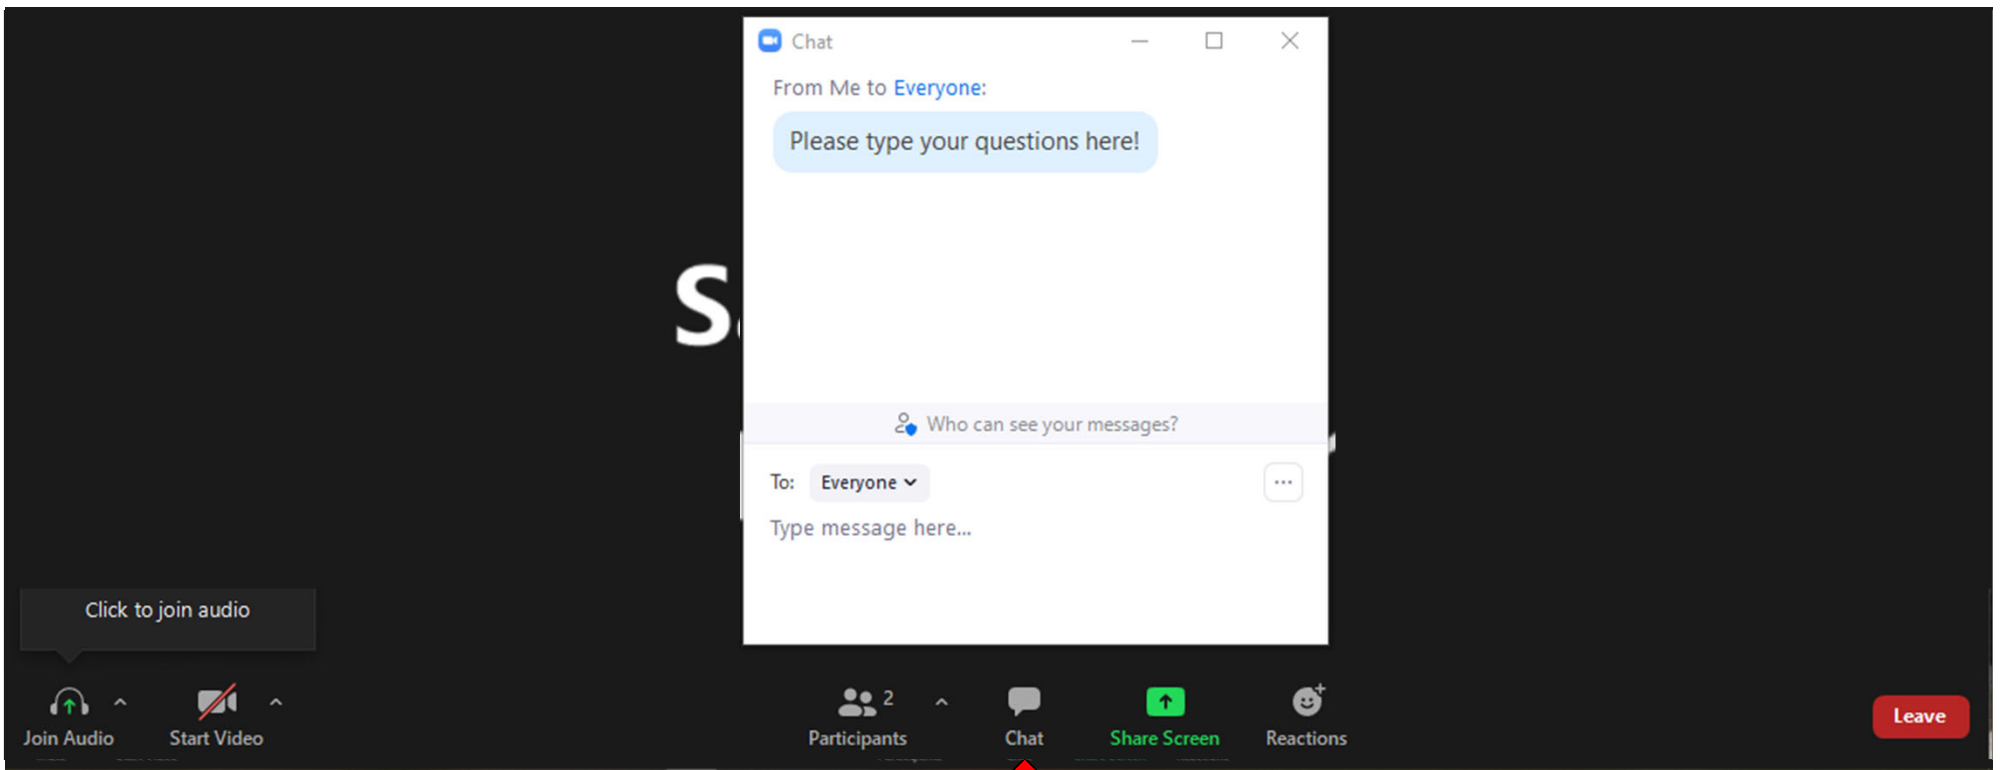 Chat
From Me to Everyone:
Please type your questions here!
Who can see your messages?
To: Everyone
Type message here...
Click to join audio
Join Audio
Start Video
2
Participants
Chat
Share Screen
Reactions
Leave